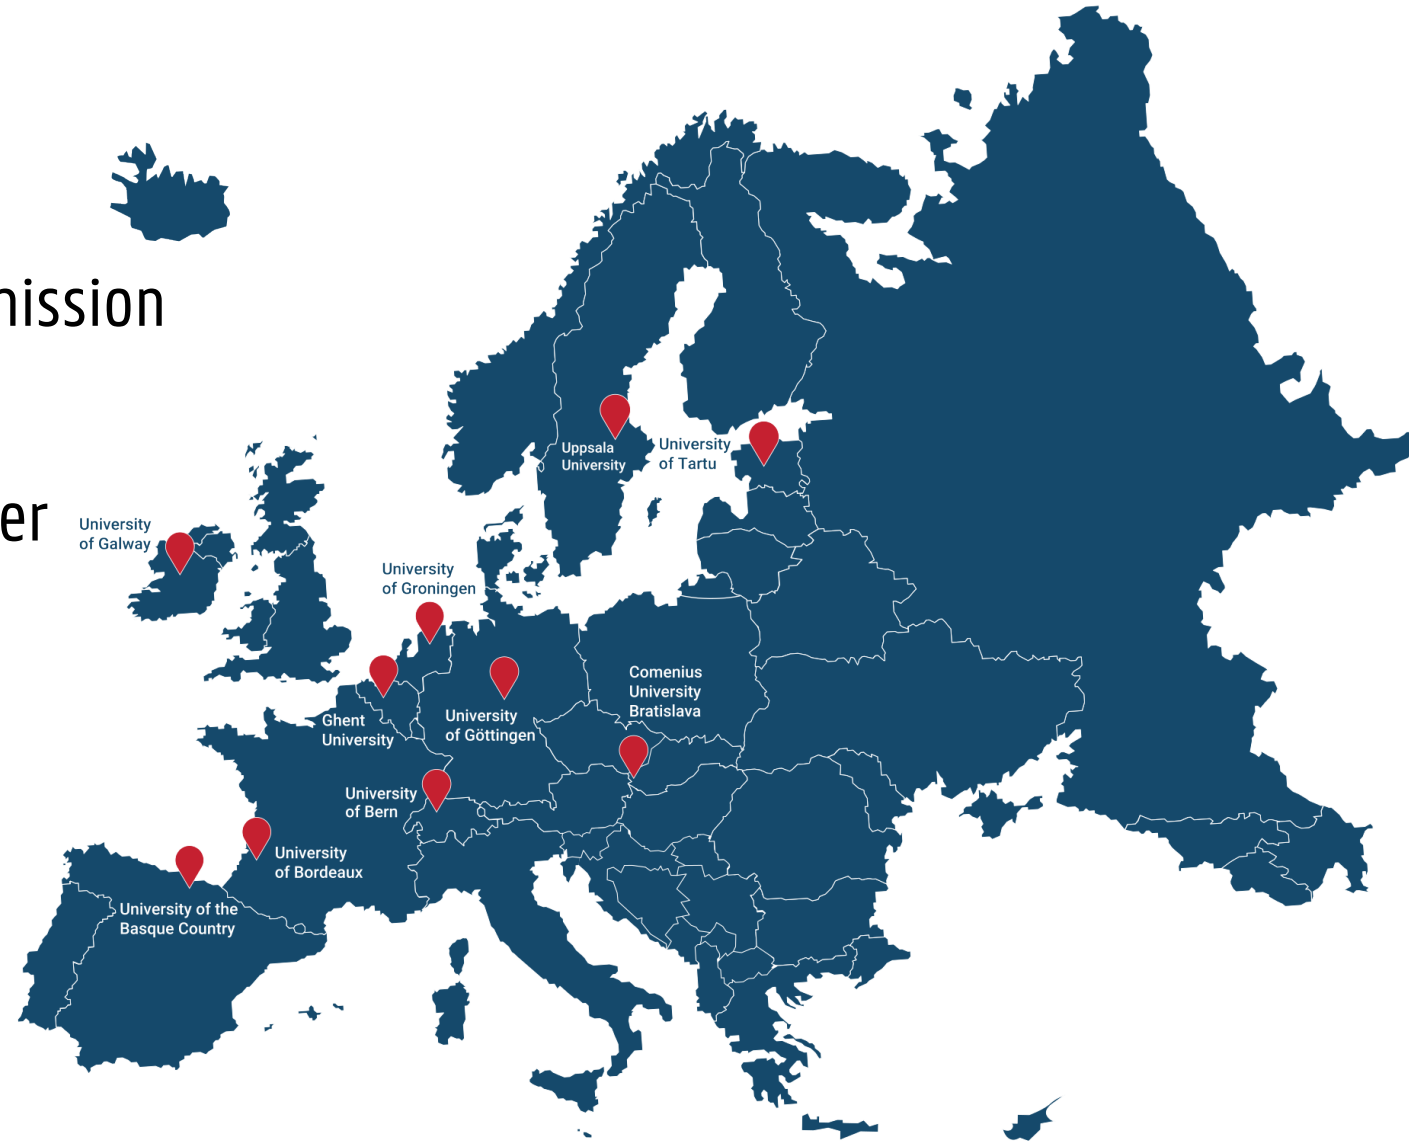 nission
er
Uppsala
University
University
of Tartu
University
of Galway
University
of Groningen
Comenius
University
Bratislava
Ghent
University
University
of Göttingen
University
of Bern
University
of Bordeaux
University of the
Basque Country